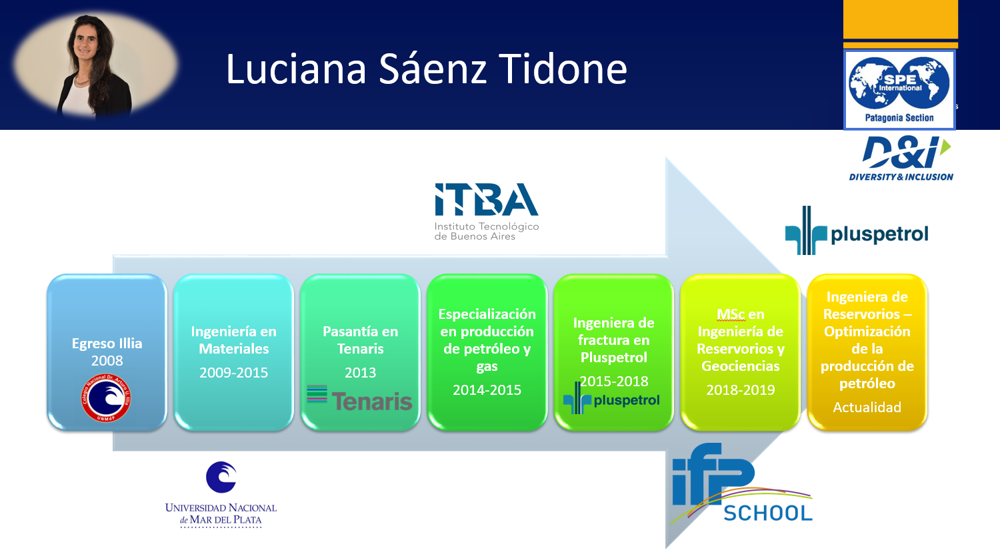 Luciana Sáenz Tidone
SPE
International
Patagonia Section
s
D&I
DIVERSITY & INCLUSION
ITBA
Instituto Tecnológico
de Buenos Aires
pluspetrol
Egreso Illia
2008
Colegio Nacional Dr. Arturo U. Illia
UNMdP
Ingeniería en
Materiales
2009-2015
Pasantía en
Tenaris
2013
Tenaris
Especialización
en producción
de petróleo y
gas
2014-2015
Ingeniera de
fractura en
Pluspetrol
2015-2018
pluspetrol
MSc en
Ingeniería de
Reservorios y
Geociencias
2018-2019
Ingeniera de
Reservorios –
Optimización
de la
producción de
petróleo
Actualidad
UNIVERSIDAD NACIONAL
de MAR DEL PLATA
ifp
SCHOOL